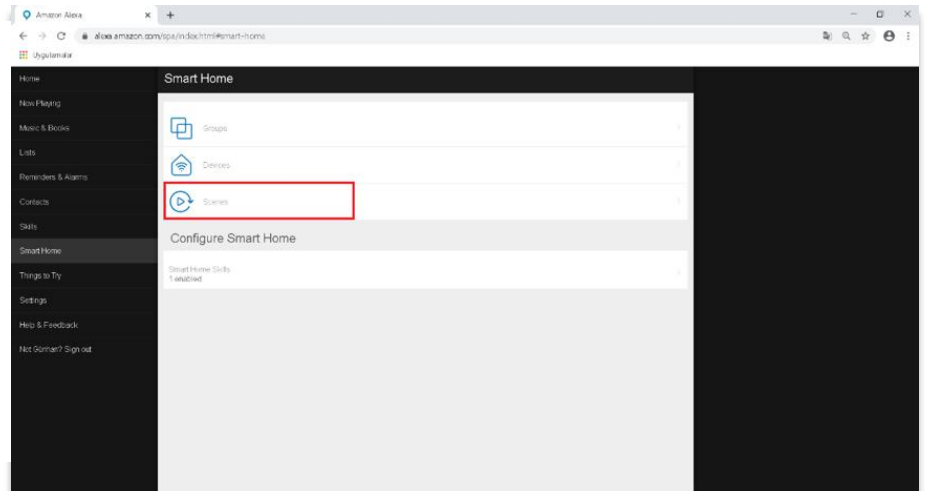 Amazon Alexa
alexa.amazon.com/spa/index.html#smart-home
Uygulamalar
Home
Smart Home
Now Playing
Music & Books
Lists
Reminders & Alarms
Contacts
Skills
Smart Home
Things to Try
Settings
Help & Feedback
Not Gürman? Sign out
Groups
Devices
Scenes
Configure Smart Home
Smart Home Skills
1 enabled